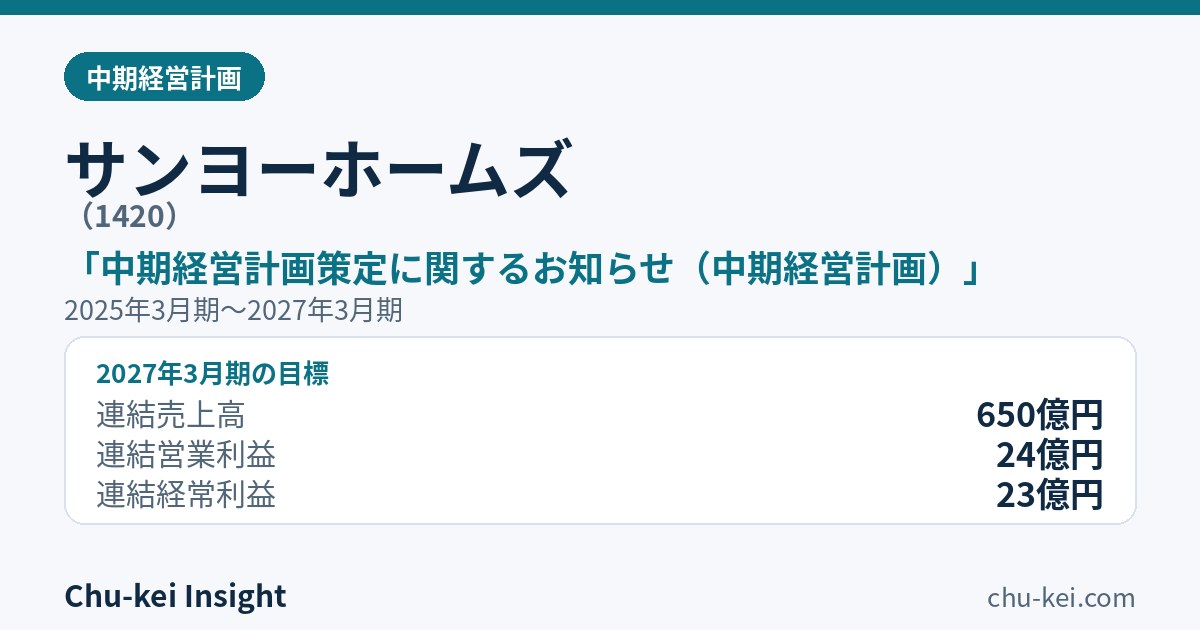 中期経営計画
サンヨーホームズ
（1420）
「中期経営計画策定に関するお知らせ（中期経営計画）」
2025年3月期〜2027年3月期
2027年3月期の目標
連結売上高 650億円
連結営業利益 24億円
連結経常利益 23億円
Chu-kei Insight chu-kei.com